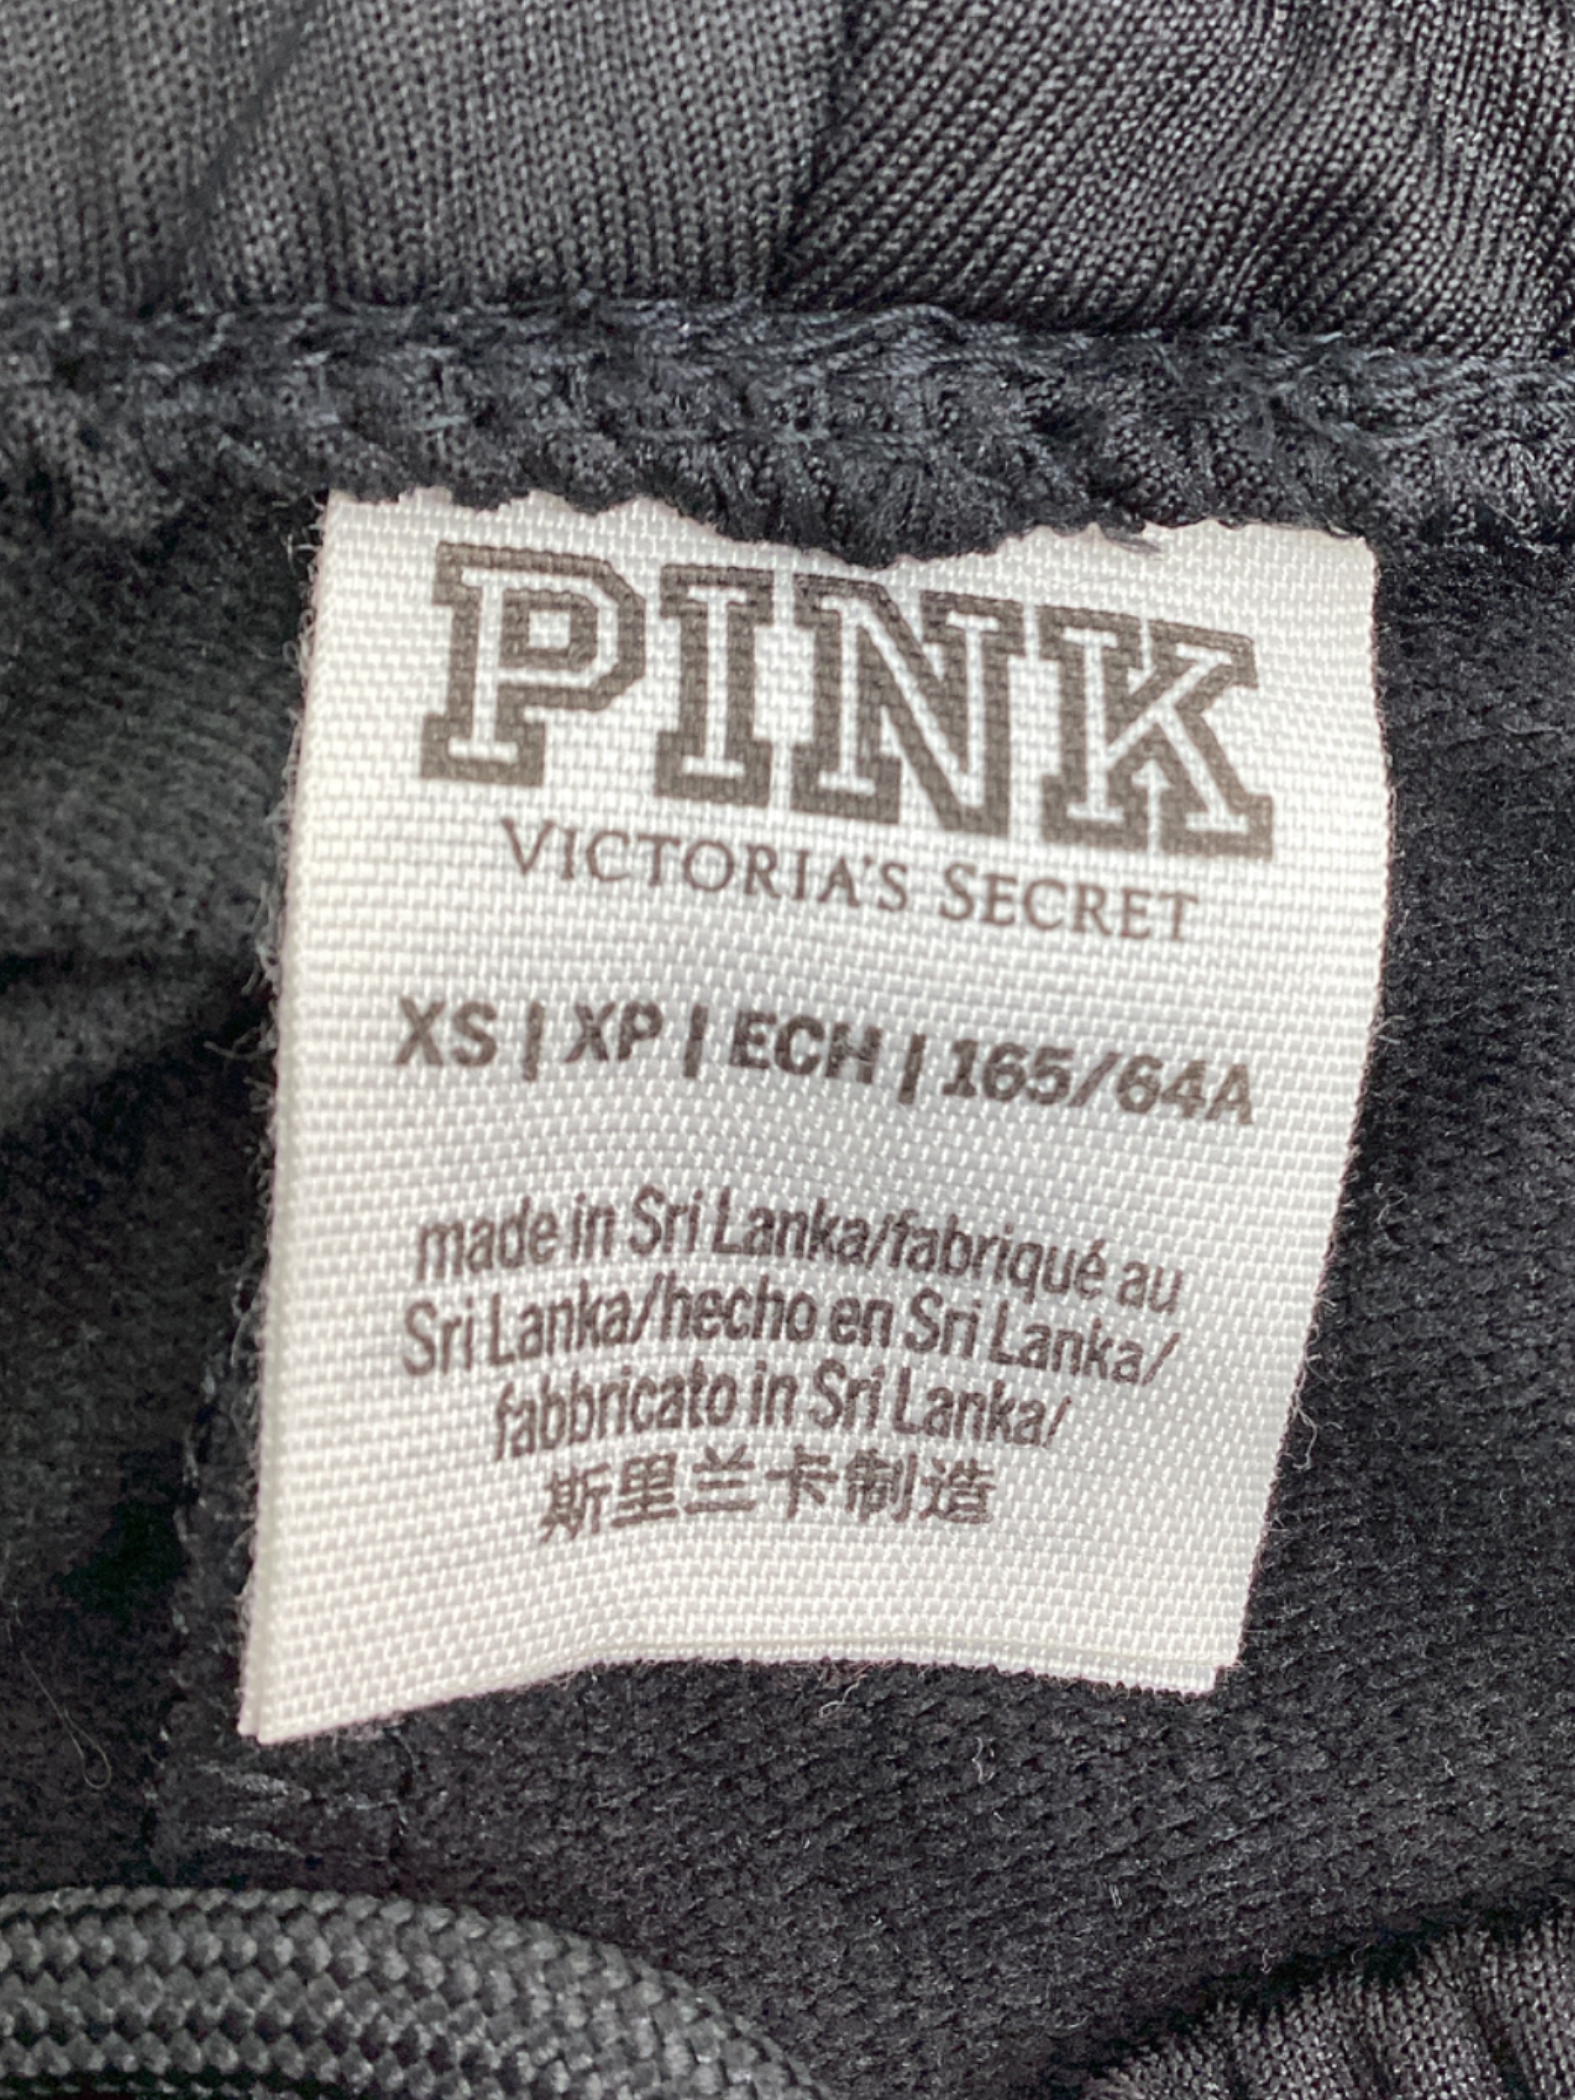 PINK
VICTORIA'S SECRET
XS | XP | ECH | 165/64A
made in Sri Lanka/fabriqué au
Sri Lanka/hecho en Sri Lanka/
fabbricato in Sri Lanka/
斯里兰卡制造